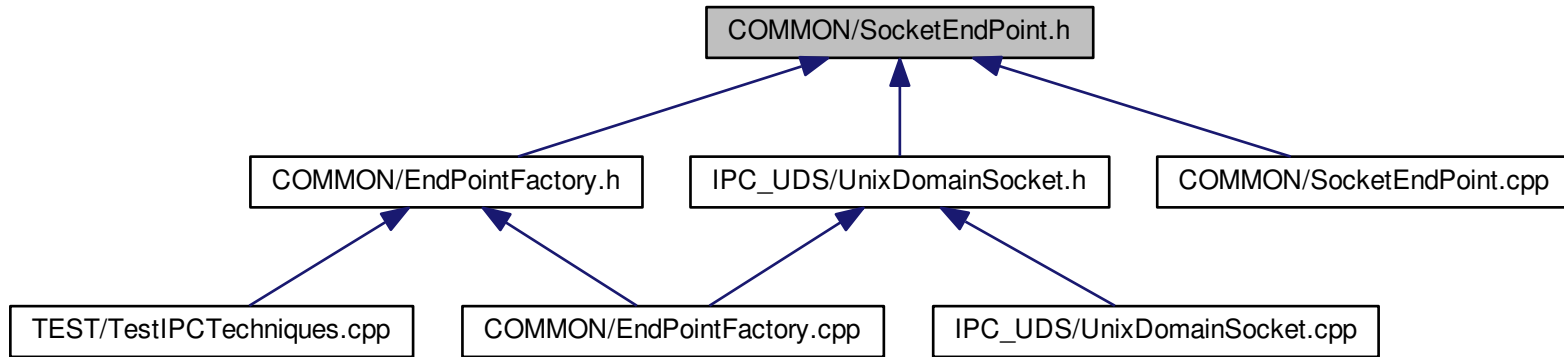 COMMON/SocketEndPoint.h
COMMON/EndPointFactory.h
IPC_UDS/UnixDomainSocket.h
COMMON/SocketEndPoint.cpp
TEST/TestIPCTechniques.cpp
COMMON/EndPointFactory.cpp
IPC_UDS/UnixDomainSocket.cpp